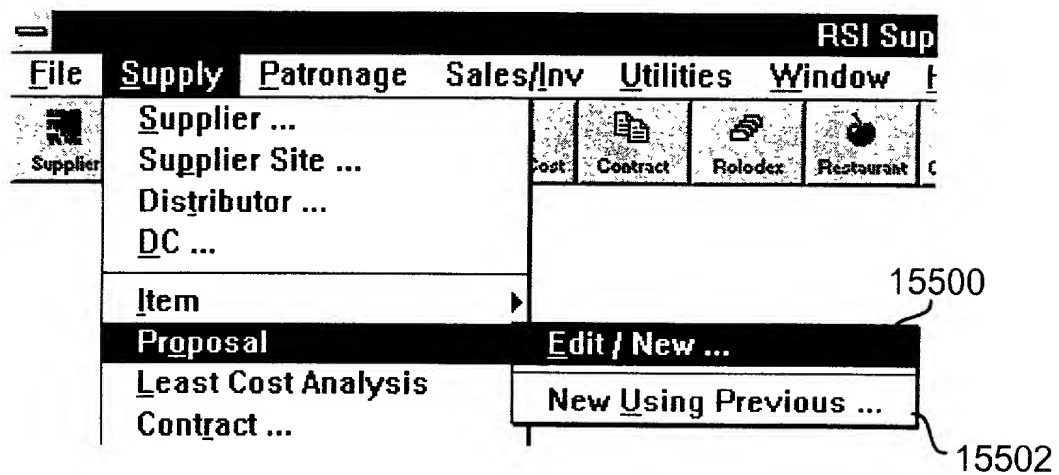 RSI Sup
File Supply Patronage Sales/Inv Utilities Window
Supplier Cost Contract Rolodex Restaurant
Supplier ...
Supplier Site ...
Distributor ...
DC ...
Item
15500
Proposal Edit / New ...
Least Cost Analysis
New Using Previous ...
Contract ...
15502